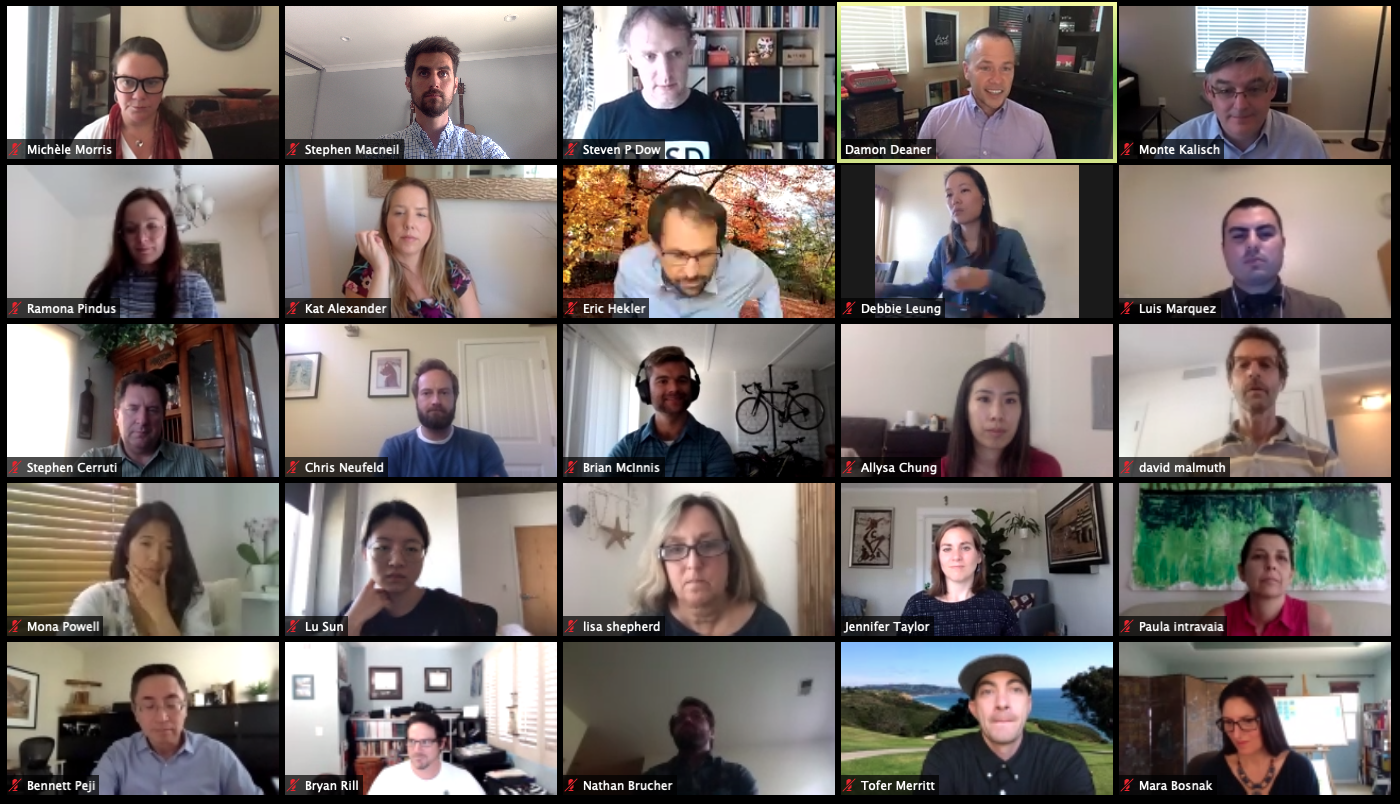 Michèle Morris
Stephen Macneil
Steven P Dow
SD
Damon Deaner
Monte Kalisch
Ramona Pindus
Kat Alexander
Eric Hekler
Debbie Leung
Luis Marquez
Stephen Cerruti
Chris Neufeld
Brian McInnis
Allysa Chung
david malmuth
Mona Powell
Lu Sun
lisa shepherd
Jennifer Taylor
Paula intravaia
Bennett Peji
Bryan Rill
Nathan Brucher
Tofer Merritt
Mara Bosnak